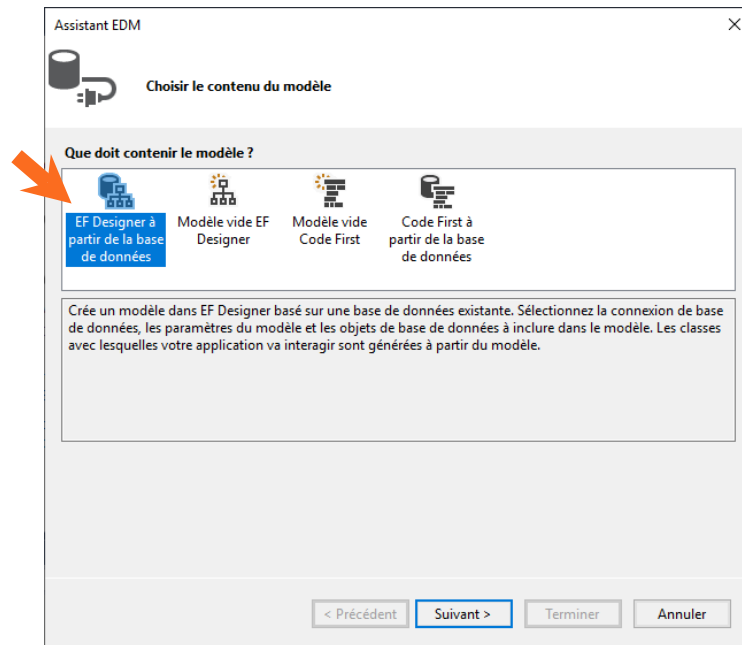 Assistant EDM
Choisir le contenu du modèle
Que doit contenir le modèle ?
EF Designer à
partir de la base
de données
Modèle vide EF
Designer
Modèle vide
Code First
Code First à
partir de la base
de données
Crée un modèle dans EF Designer basé sur une base de données existante. Sélectionnez la connexion de base
de données, les paramètres du modèle et les objets de base de données à inclure dans le modèle. Les classes
avec lesquelles votre application va interagir sont générées à partir du modèle.
< Précédent
Suivant >
Terminer
Annuler